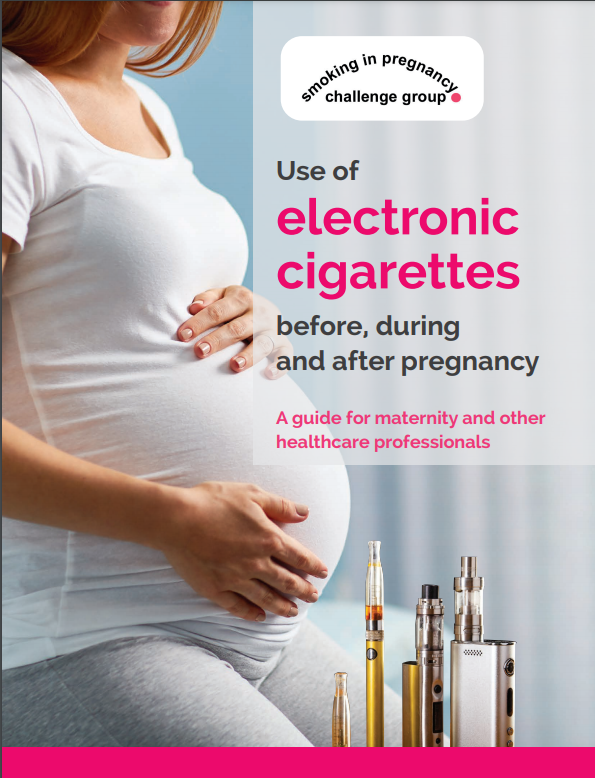 smoking in pregnancy
challenge group
Use of
electronic
cigarettes
before, during
and after pregnancy
A guide for maternity and other
healthcare professionals